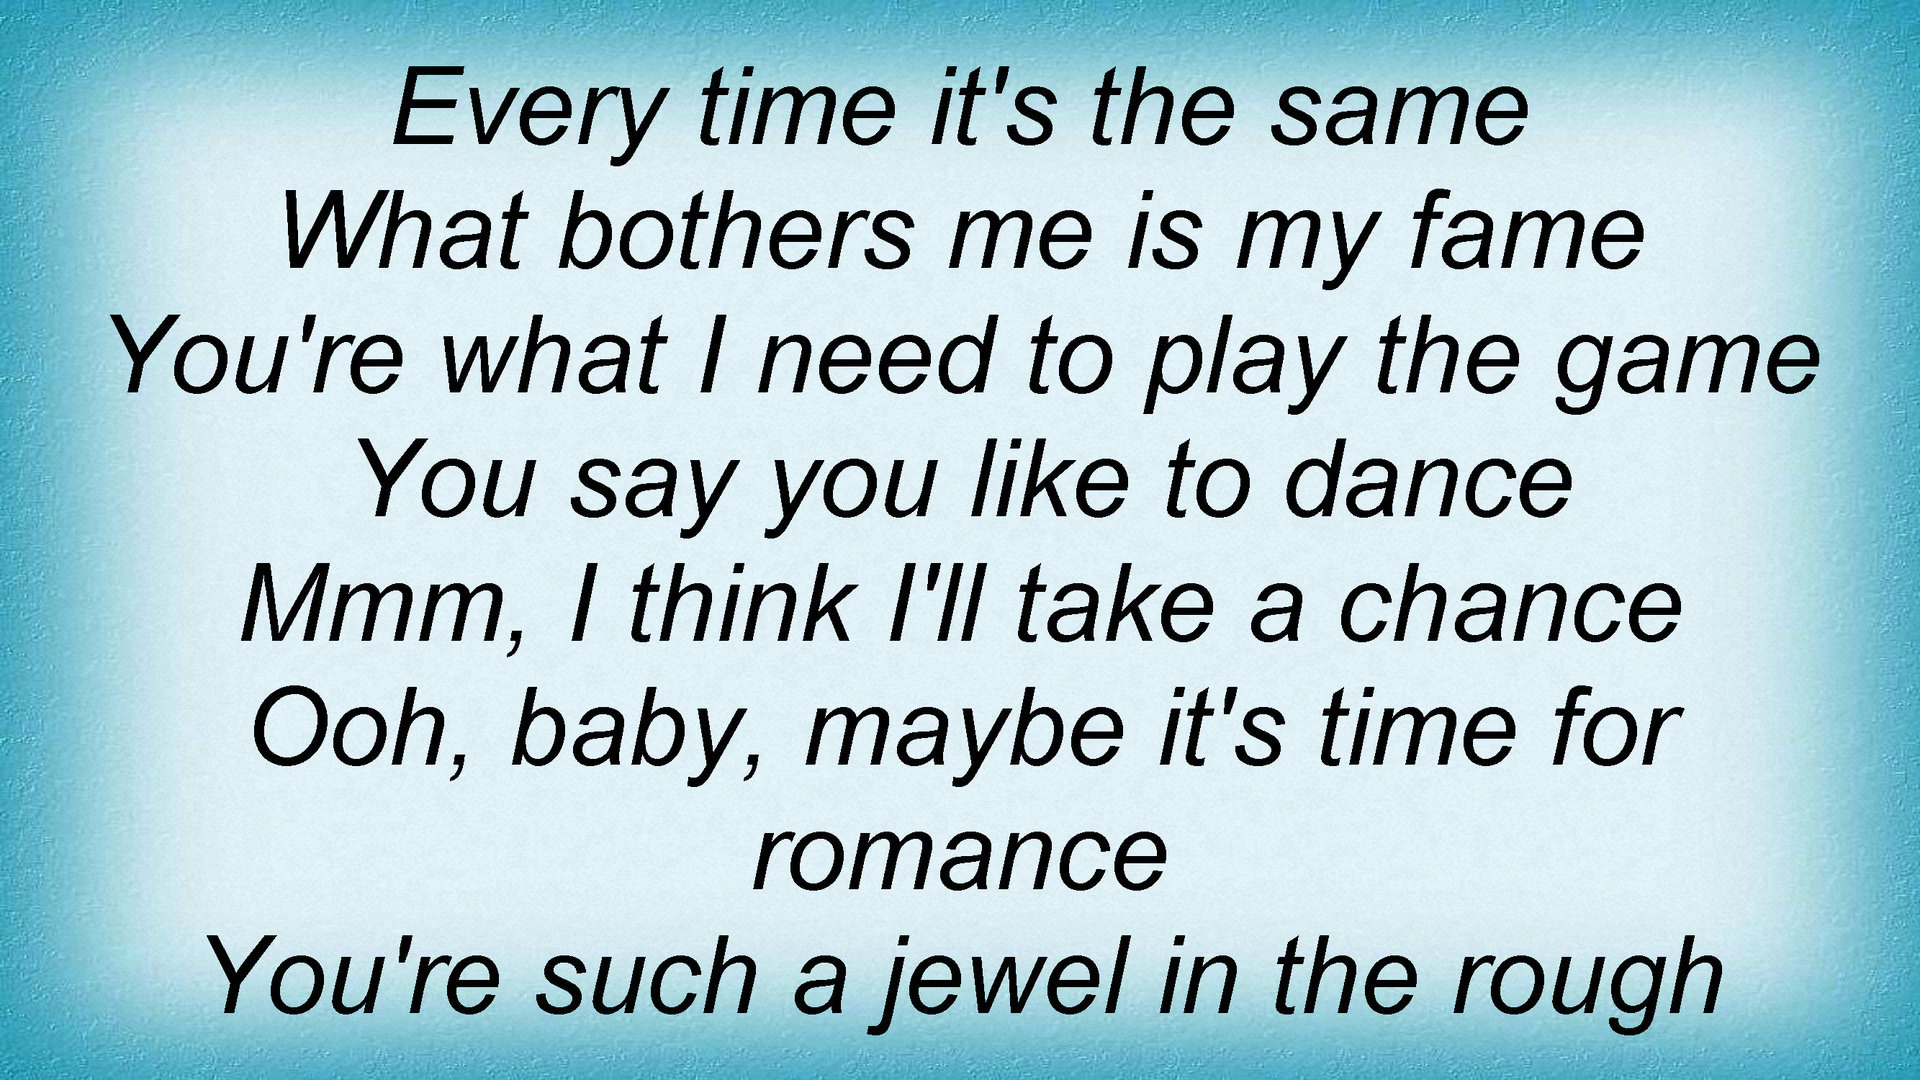 Every time it's the same
What bothers me is my fame
You're what I need to play the game
You say you like to dance
Mmm, I think I'll take a chance
Ooh, baby, maybe it's time for
romance
You're such a jewel in the rough